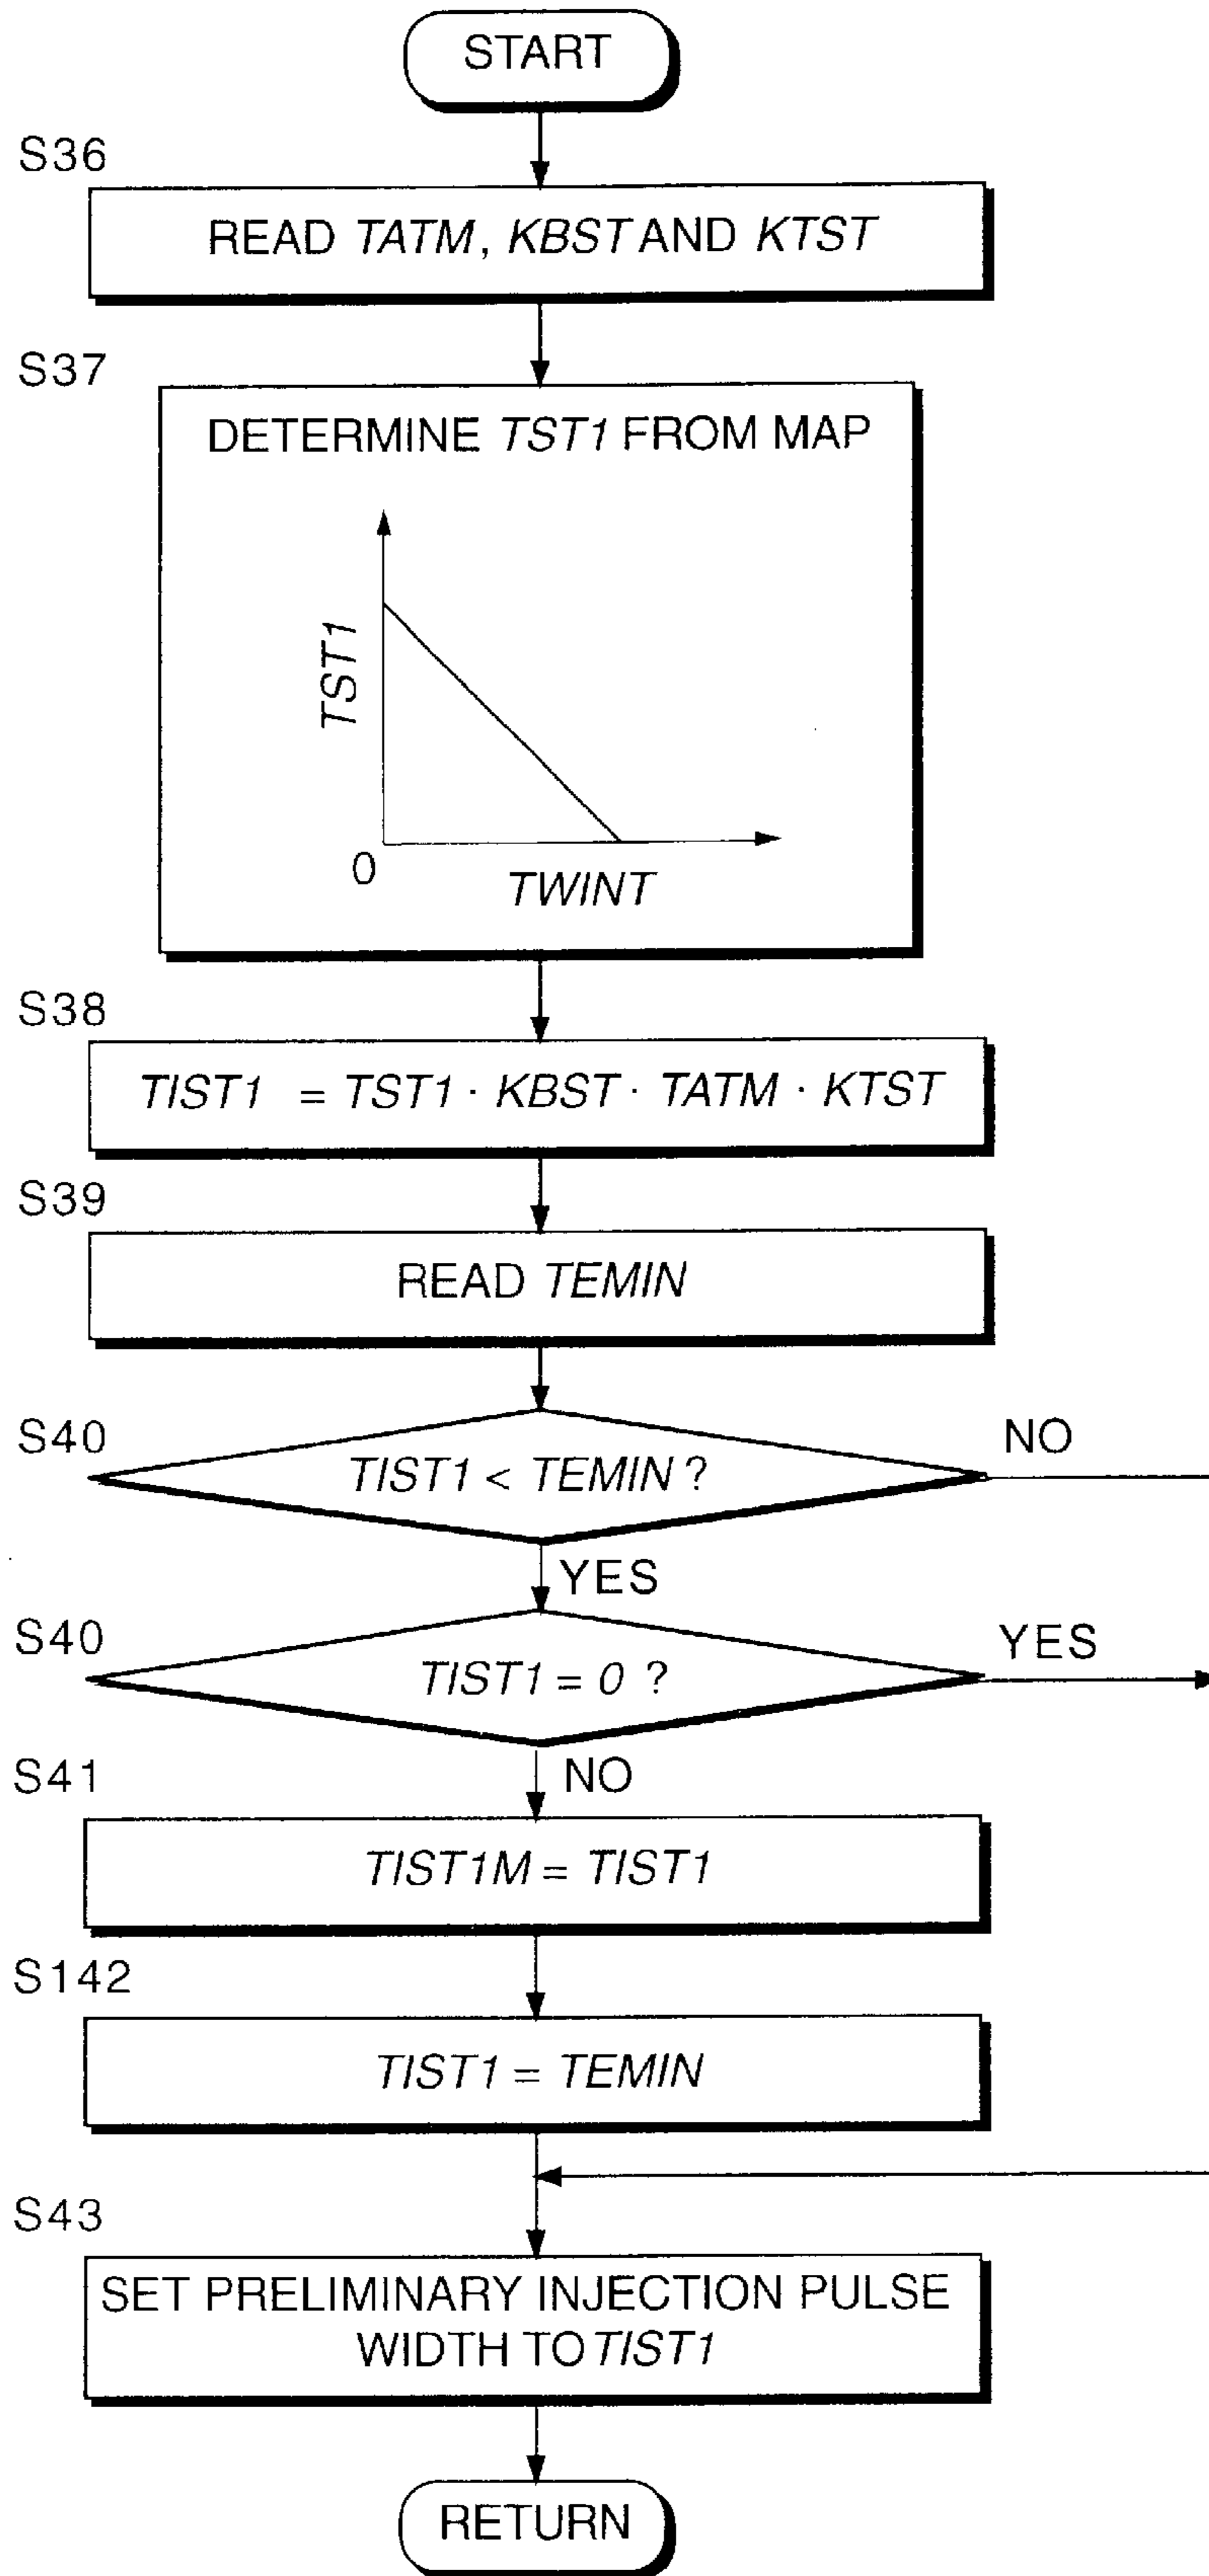 START
S36
READ TATM, KBST AND KTST
S37
DETERMINE TST1 FROM MAP
TST1
0
TWINT
S38
TIST1 = TST1 · KBST · TATM · KTST
S39
READ TEMIN
S40
TIST1 < TEMIN ?
NO
YES
S40
TIST1 = 0 ?
YES
NO
S41
TIST1M = TIST1
S142
TIST1 = TEMIN
S43
SET PRELIMINARY INJECTION PULSE
WIDTH TO TIST1
RETURN